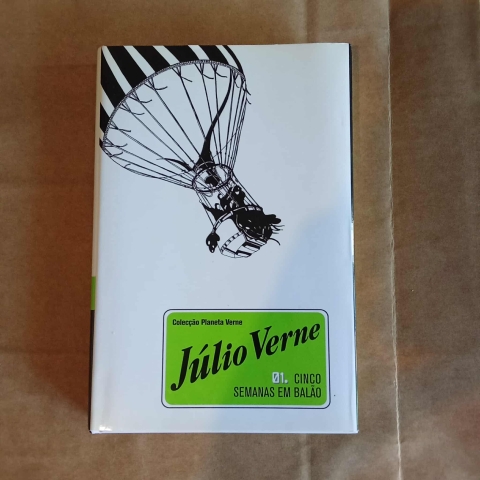 Colecção Planeta Verne
Júlio Verne
01. CINCO
SEMANAS EM BALÃO